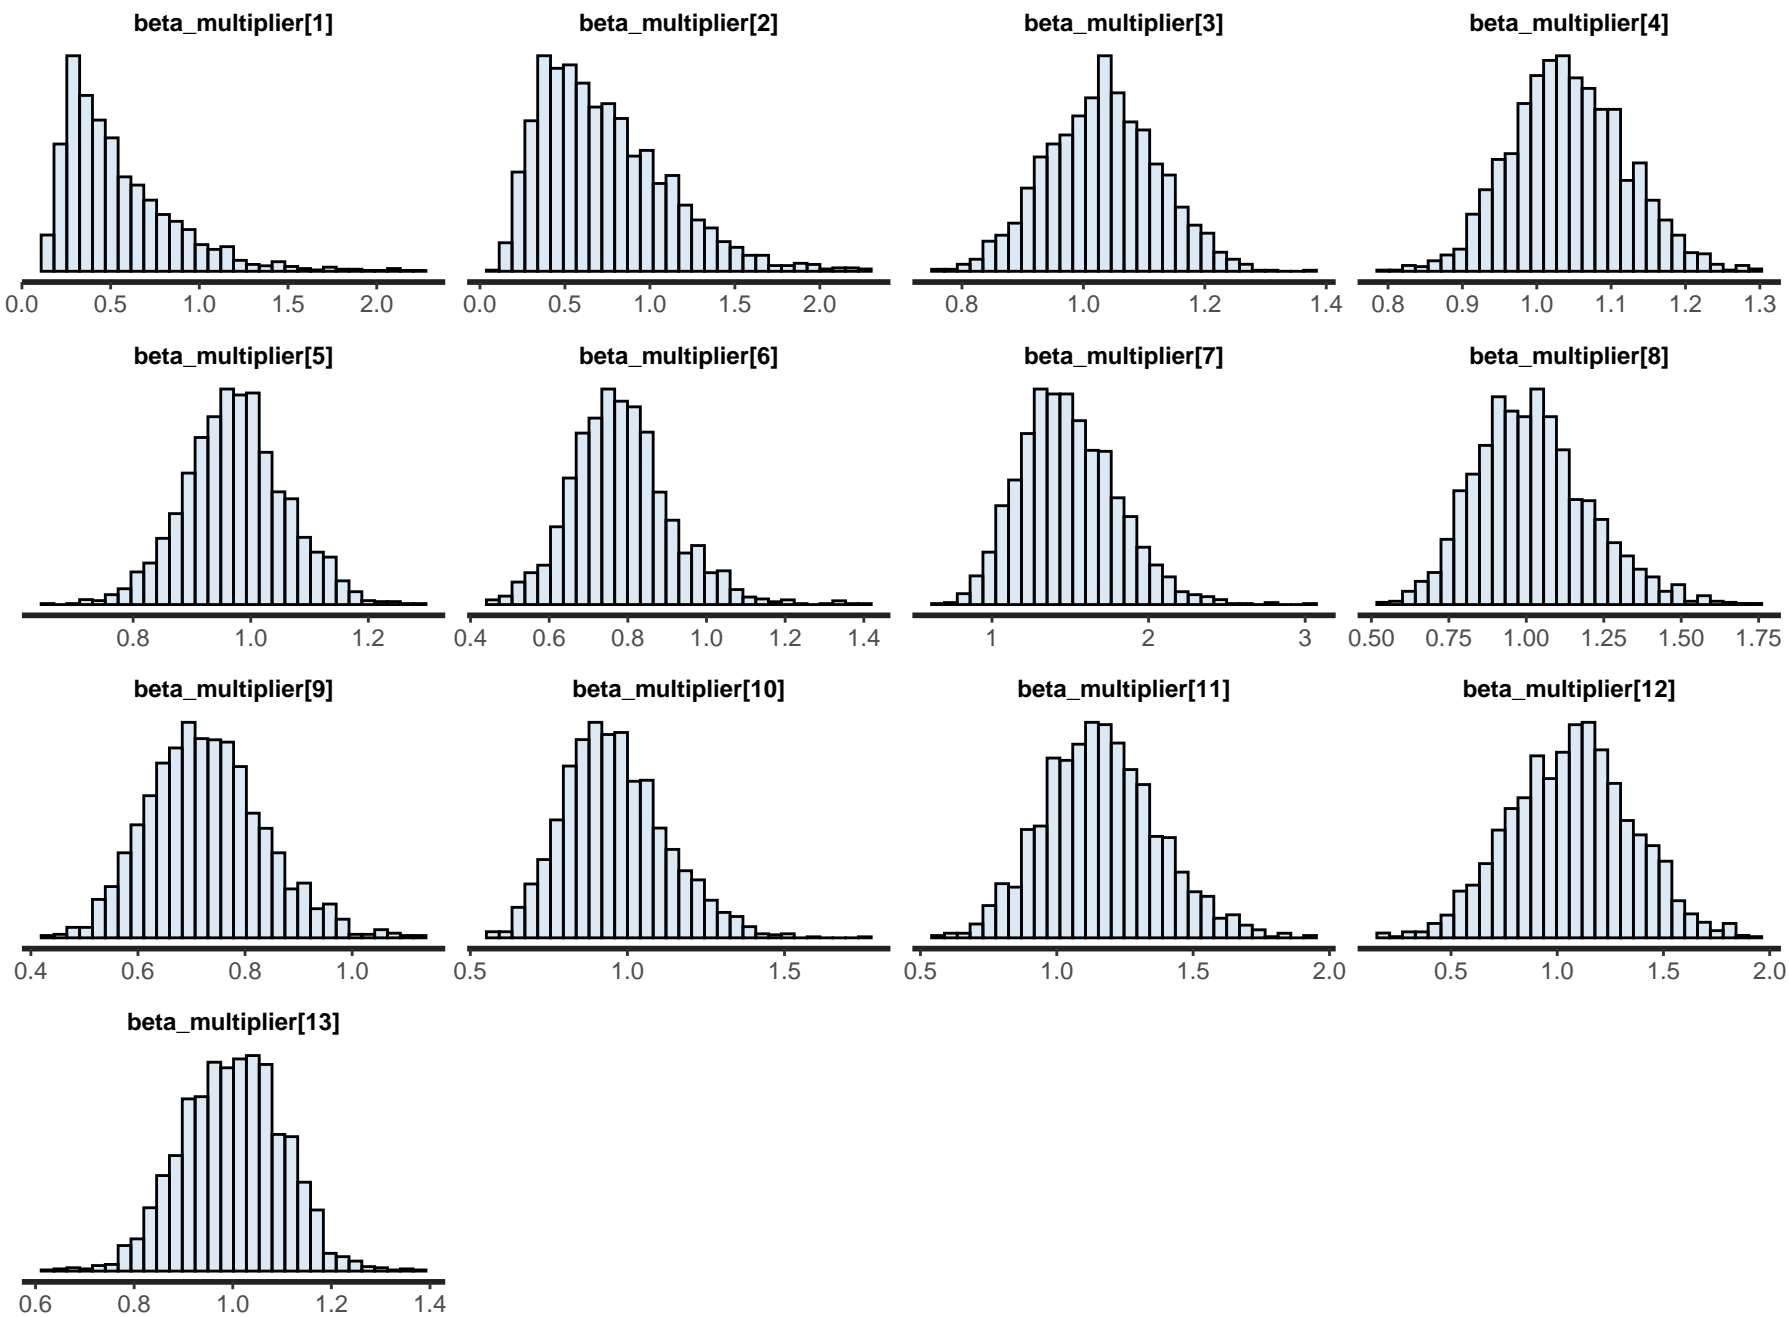 beta_multiplier[1] beta_multiplier[2] beta_multiplier[3] beta_multiplier[4]
0.0 0.5 1.0 1.5 2.0 0.0 0.5 1.0 1.5 2.0 0.8 1.0 1.2 1.4 0.8 0.9 1.0 1.1 1.2 1.3
beta_multiplier[5] beta_multiplier[6] beta_multiplier[7] beta_multiplier[8]
0.8 1.0 1.2 0.4 0.6 0.8 1.0 1.2 1.4 1 2 3 0.50 0.75 1.00 1.25 1.50 1.75
beta_multiplier[9] beta_multiplier[10] beta_multiplier[11] beta_multiplier[12]
0.4 0.6 0.8 1.0 0.5 1.0 1.5 0.5 1.0 1.5 2.0 0.5 1.0 1.5 2.0
beta_multiplier[13]
0.6 0.8 1.0 1.2 1.4